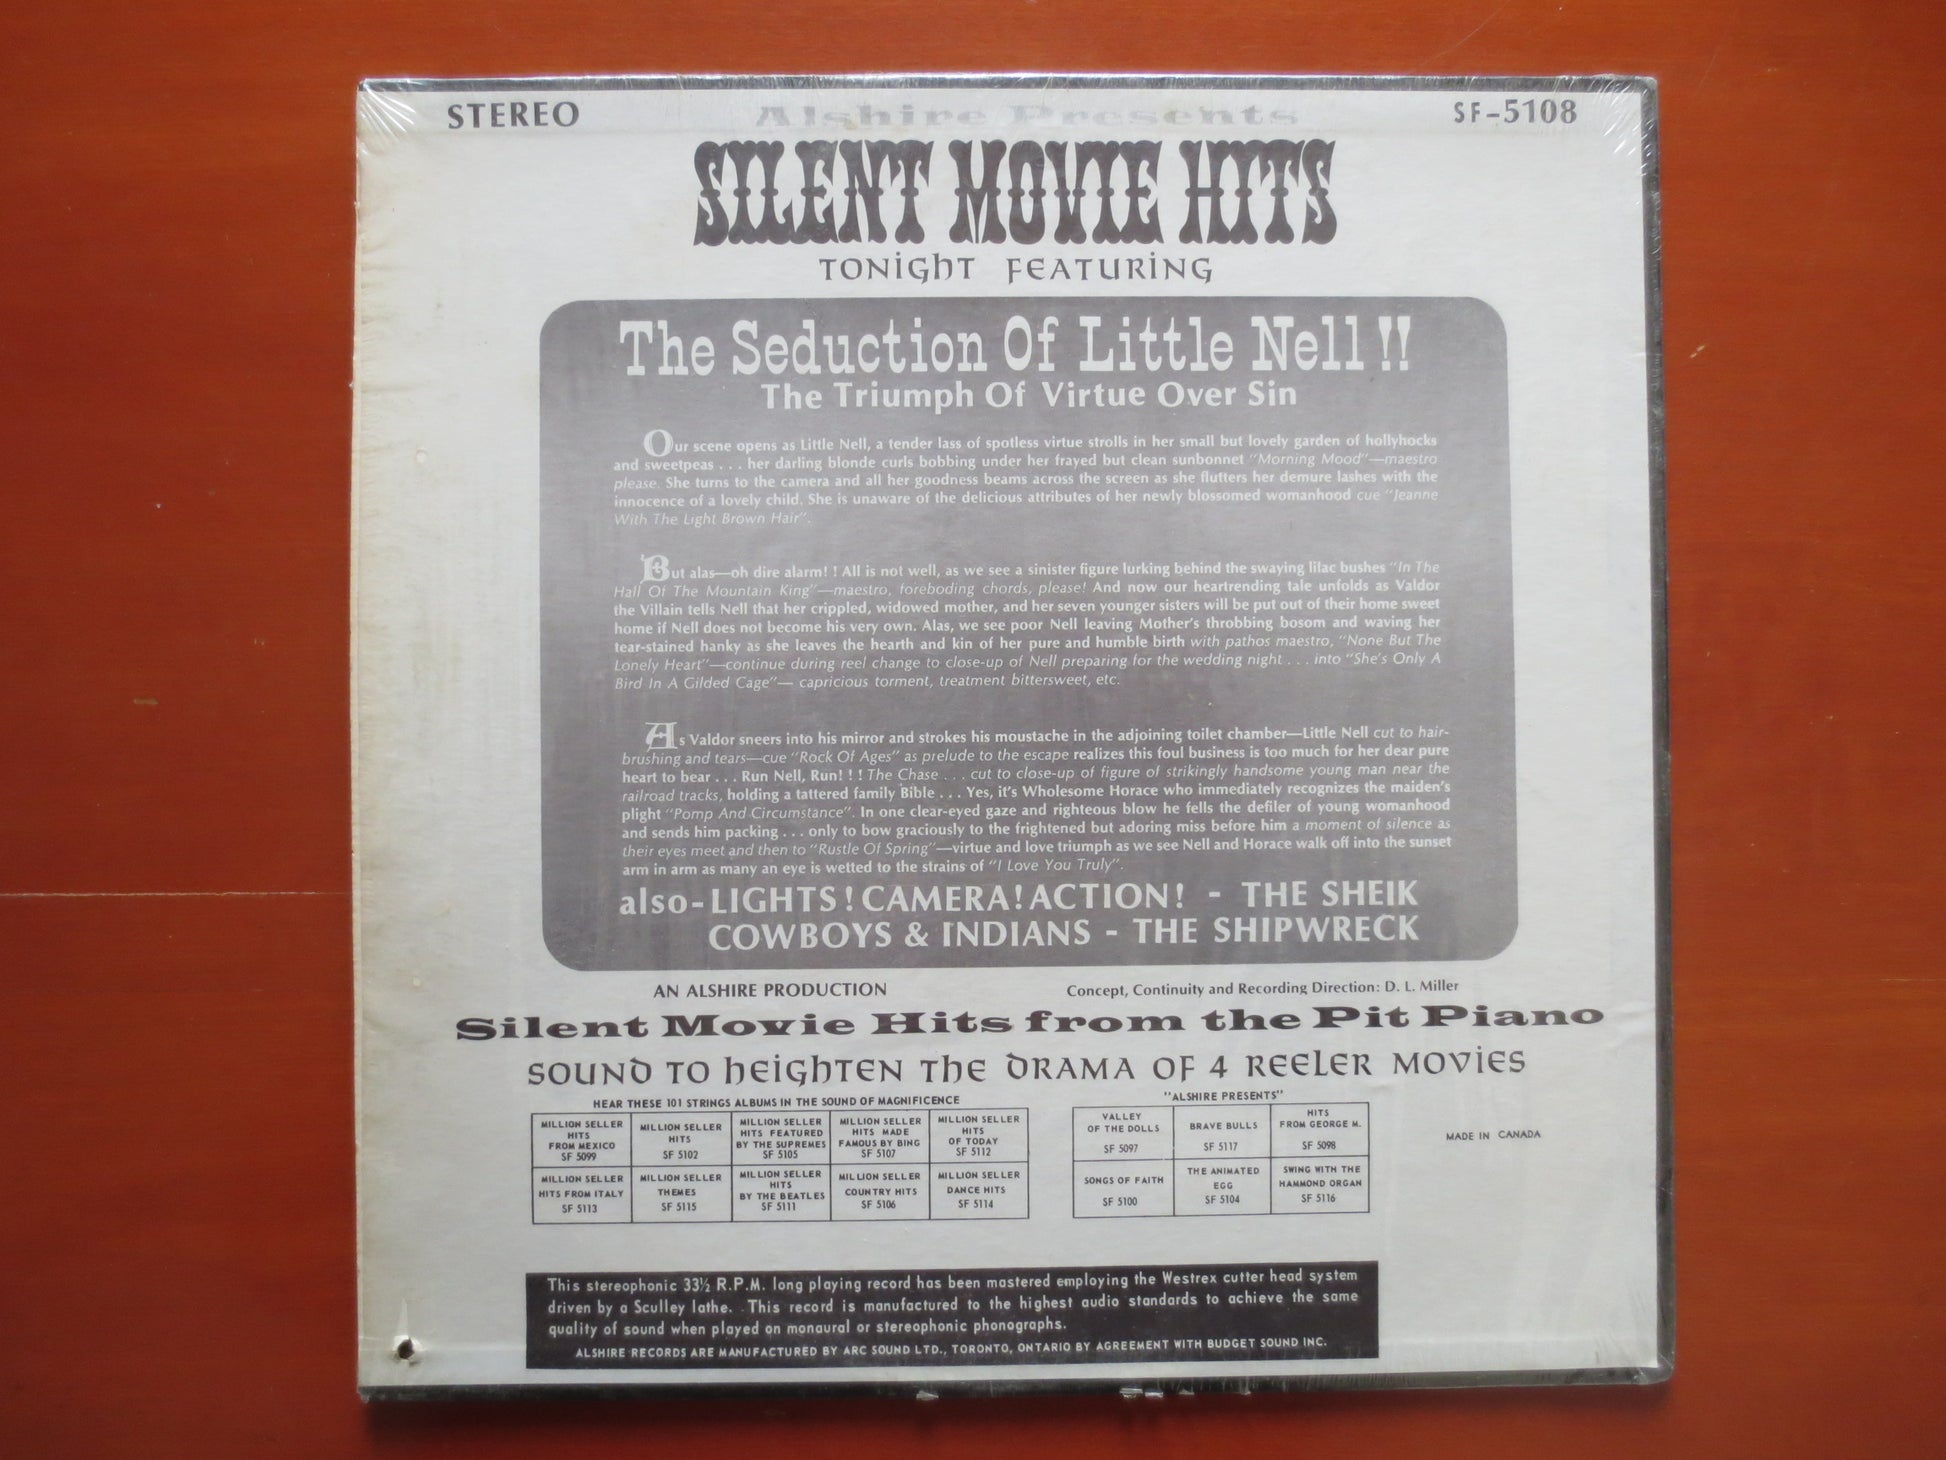 STEREO
Alshire Presents
SF-5108
SILENT MOVIE HITS
TONIGHT FEATURING
The Seduction Of Little Nell!!
The Triumph Of Virtue Over Sin
Our scene opens as Little Nell, a tender lass of spotless virtue strolls in her small but lovely garden of hollyhocks
and sweetpeas . . . her darling blonde curls bobbing under her frayed but clean sunbonnet "Morning Mood"—maestro
please. She turns to the camera and all her goodness beams across the screen as she flutters her demure lashes with the
innocence of a lovely child. She is unaware of the delicious attributes of her newly blossomed womanhood cue "Jeanne
With The Light Brown Hair".
But alas—oh dire alarm! ! All is not well, as we see a sinister figure lurking behind the swaying lilac bushes "In The
Hall Of The Mountain King"—maestro, foreboding chords, please! And now our heartrending tale unfolds as Valdor
the Villain tells Nell that her crippled, widowed mother, and her seven younger sisters will be put out of their home sweet
home if Nell does not become his very own. Alas, we see poor Nell leaving Mother's throbbing bosom and waving her
tear-stained hanky as she leaves the hearth and kin of her pure and humble birth with pathos maestro, "None But The
Lonely Heart"—continue during reel change to close-up of Nell preparing for the wedding night . . . into "She's Only A
Bird In A Gilded Cage"— capricious torment, treatment bittersweet, etc.
As Valdor sneers into his mirror and strokes his moustache in the adjoining toilet chamber—Little Nell cut to hair-
brushing and tears—cue "Rock Of Ages" as prelude to the escape realizes this foul business is too much for her dear pure
heart to bear . . . Run Nell, Run! ! ! The Chase . . . cut to close-up of figure of strikingly handsome young man near the
railroad tracks, holding a tattered family Bible . . . Yes, it's Wholesome Horace who immediately recognizes the maiden's
plight "Pomp And Circumstance". In one clear-eyed gaze and righteous blow he fells the defiler of young womanhood
and sends him packing . . . only to bow graciously to the frightened but adoring miss before him a moment of silence as
their eyes meet and then to "Rustle Of Spring"—virtue and love triumph as we see Nell and Horace walk off into the sunset
arm in arm as many an eye is wetted to the strains of "I Love You Truly".
also-LIGHTS! CAMERA! ACTION! - THE SHEIK
COWBOYS & INDIANS - THE SHIPWRECK
AN ALSHIRE PRODUCTION
Concept, Continuity and Recording Direction: D. L. Miller
Silent Movie Hits from the Pit Piano
SOUND TO HEIGHTEN THE DRAMA OF 4 REELER MOVIES
HEAR THESE 101 STRINGS ALBUMS IN THE SOUND OF MAGNIFICENCE
MILLION SELLER
HITS
FROM MEXICO
SF 5099
MILLION SELLER
HITS
SF 5102
MILLION SELLER
HITS FEATURED
BY THE SUPREMES
SF 5105
MILLION SELLER
HITS MADE
FAMOUS BY BING
SF 5107
MILLION SELLER
HITS
OF TODAY
SF 5112
MILLION SELLER
HITS FROM ITALY
SF 5113
MILLION SELLER
THEMES
SF 5115
MILLION SELLER
HITS
BY THE BEATLES
SF 5111
MILLION SELLER
COUNTRY HITS
SF 5106
MILLION SELLER
DANCE HITS
SF 5114
"ALSHIRE PRESENTS"
VALLEY
OF THE DOLLS
SF 5097
BRAVE BULLS
SF 5117
HITS
FROM GEORGE M.
SF 5098
SONGS OF FAITH
SF 5100
THE ANIMATED
EGG
SF 5104
SWING WITH THE
HAMMOND ORGAN
SF 5116
MADE IN CANADA
This stereophonic 33½ R.P.M. long playing record has been mastered employing the Westrex cutter head system
driven by a Sculley lathe. This record is manufactured to the highest audio standards to achieve the same
quality of sound when played on monaural or stereophonic phonographs.
ALSHIRE RECORDS ARE MANUFACTURED BY ARC SOUND LTD., TORONTO, ONTARIO BY AGREEMENT WITH BUDGET SOUND INC.